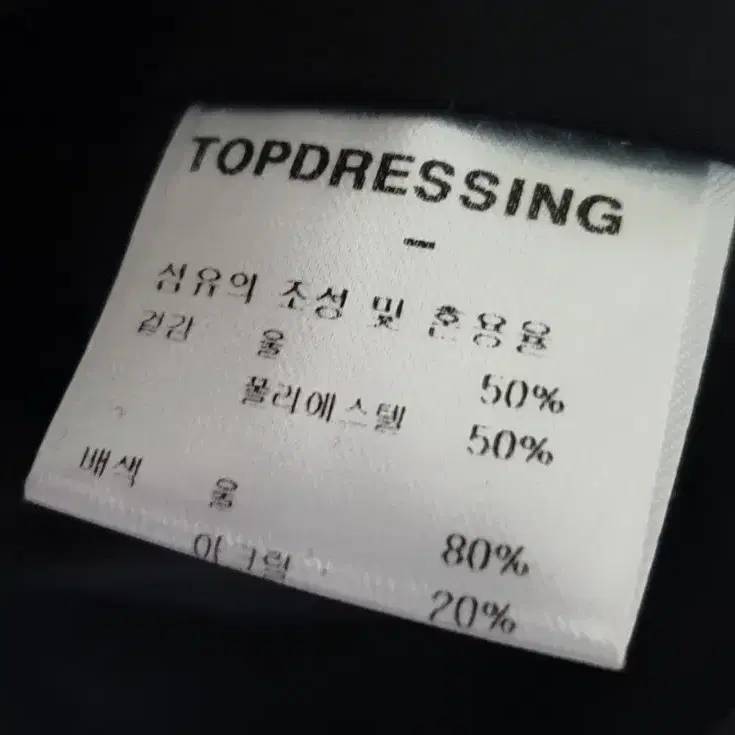 TOPDRESSING
섬유의 조성 및 혼용율
겉감 울 50%
폴리에스텔 50%
배색 울 80%
아크릴 20%